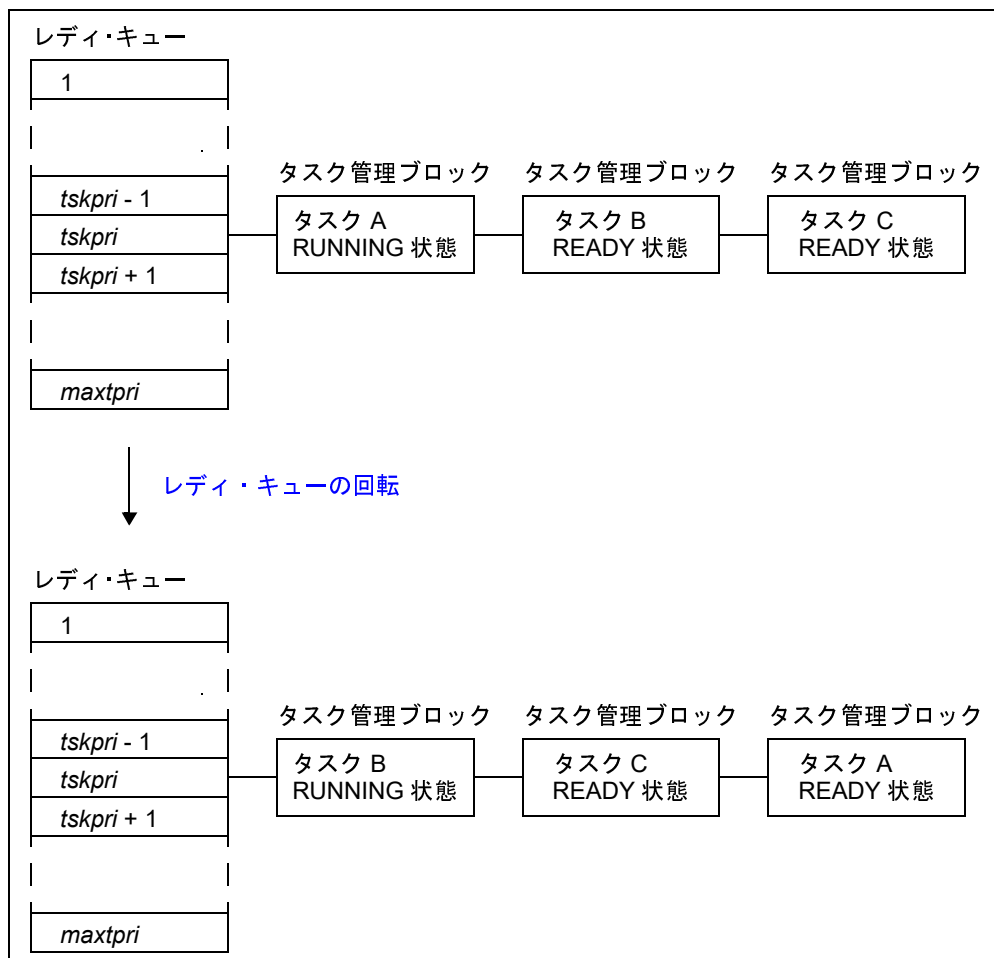 レディ・キュー
1
タスク管理ブロック タスク管理ブロック タスク管理ブロック
tskpri - 1
tskpri
tskpri + 1
タスク A
RUNNING 状態
タスク B
READY 状態
タスク C
READY 状態
maxtpri
レディ・キューの回転
レディ・キュー
1
タスク管理ブロック タスク管理ブロック タスク管理ブロック
tskpri - 1
tskpri
tskpri + 1
タスク B
RUNNING 状態
タスク C
READY 状態
タスク A
READY 状態
maxtpri